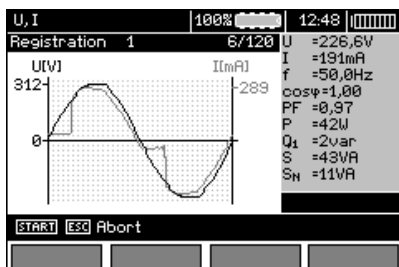 U,I 100% 12:48
Registration 1 6/120
U[V] I[mA]
312 289
0
U =226,6V
I =191mA
f =50,0Hz
cosφ=1,00
PF =0,97
P =42W
Q₁ =2var
S =43VA
Sₙ =11VA
START ESC Abort